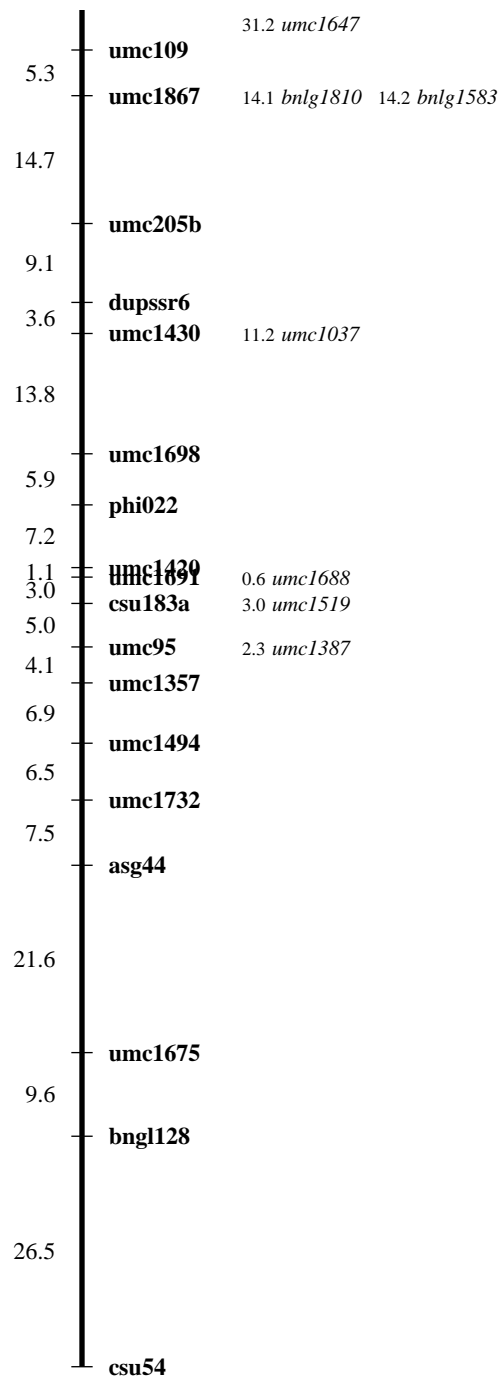 31.2 umc1647
umc109
5.3
umc1867 14.1 bnlg1810 14.2 bnlg1583
14.7
umc205b
9.1
dupssr6
3.6
umc1430 11.2 umc1037
13.8
umc1698
5.9
phi022
7.2
umc1420
1.1
umc1691 0.6 umc1688
3.0
csu183a 3.0 umc1519
5.0
umc95 2.3 umc1387
4.1
umc1357
6.9
umc1494
6.5
umc1732
7.5
asg44
21.6
umc1675
9.6
bngl128
26.5
csu54